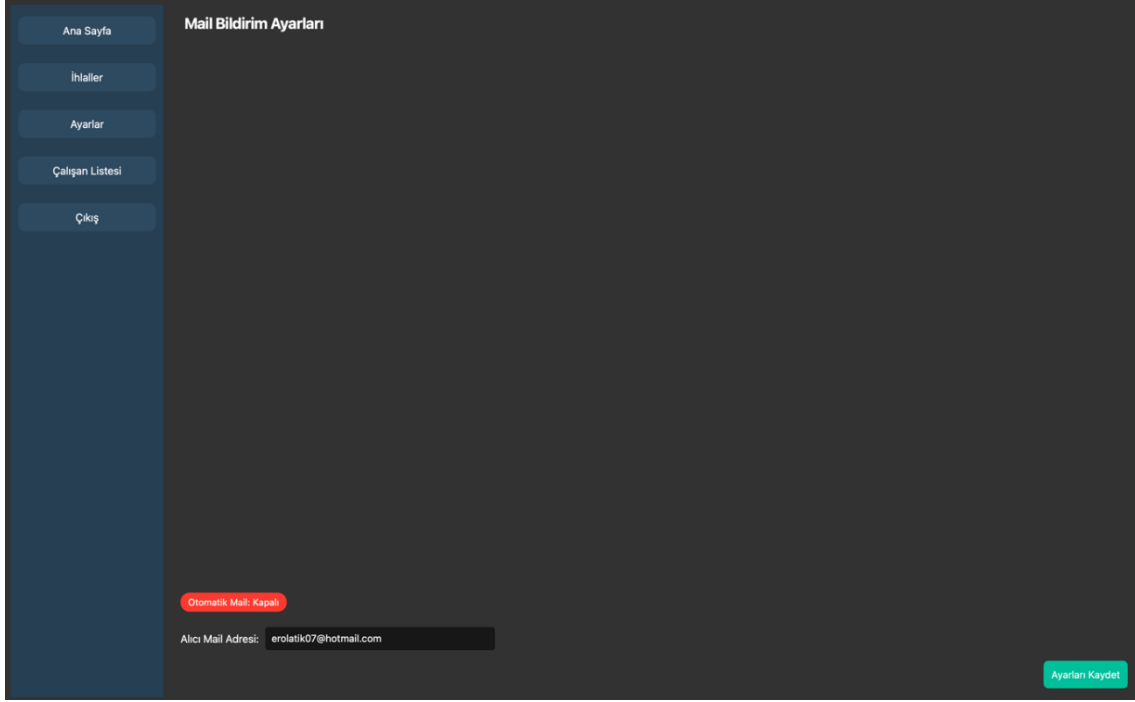 Ana Sayfa
İhlaller
Ayarlar
Çalışan Listesi
Çıkış
Mail Bildirim Ayarları
Otomatik Mail: Kapalı
Alıcı Mail Adresi: erolatik07@hotmail.com
Ayarları Kaydet